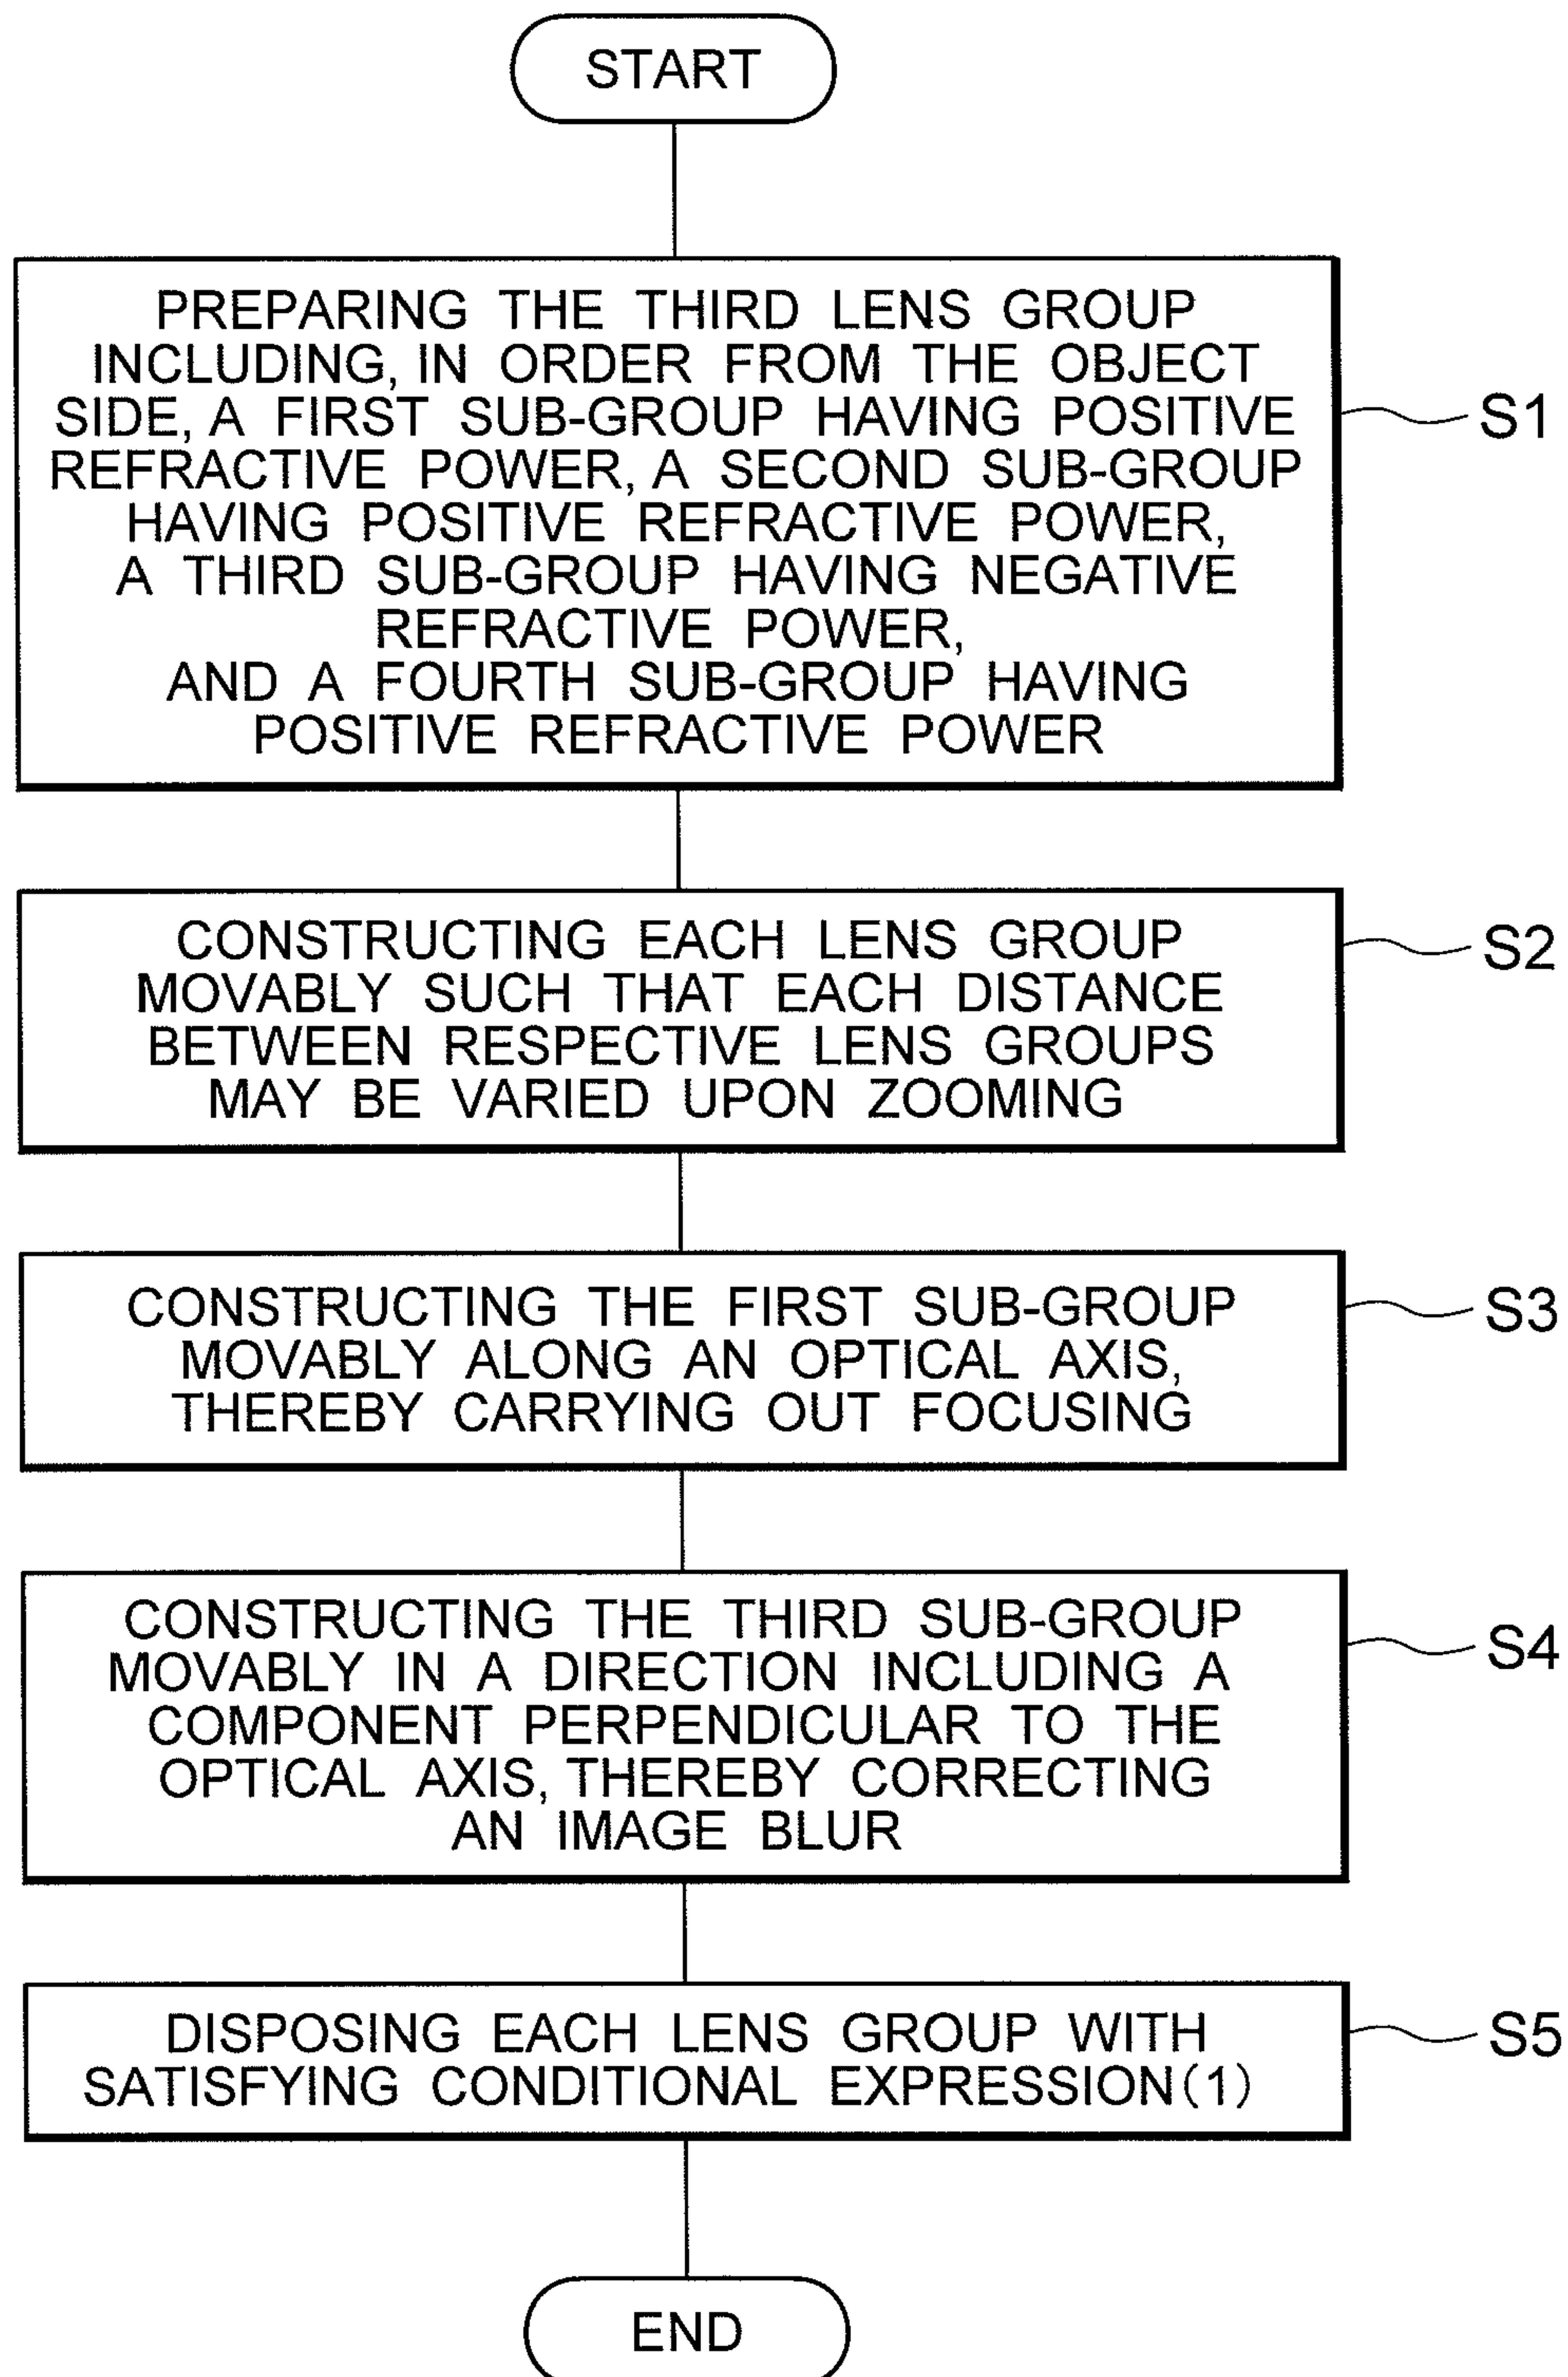 START
PREPARING THE THIRD LENS GROUP
INCLUDING, IN ORDER FROM THE OBJECT
SIDE, A FIRST SUB-GROUP HAVING POSITIVE
REFRACTIVE POWER, A SECOND SUB-GROUP
HAVING POSITIVE REFRACTIVE POWER,
A THIRD SUB-GROUP HAVING NEGATIVE
REFRACTIVE POWER,
AND A FOURTH SUB-GROUP HAVING
POSITIVE REFRACTIVE POWER
S1
CONSTRUCTING EACH LENS GROUP
MOVABLY SUCH THAT EACH DISTANCE
BETWEEN RESPECTIVE LENS GROUPS
MAY BE VARIED UPON ZOOMING
S2
CONSTRUCTING THE FIRST SUB-GROUP
MOVABLY ALONG AN OPTICAL AXIS,
THEREBY CARRYING OUT FOCUSING
S3
CONSTRUCTING THE THIRD SUB-GROUP
MOVABLY IN A DIRECTION INCLUDING A
COMPONENT PERPENDICULAR TO THE
OPTICAL AXIS, THEREBY CORRECTING
AN IMAGE BLUR
S4
DISPOSING EACH LENS GROUP WITH
SATISFYING CONDITIONAL EXPRESSION(1)
S5
END